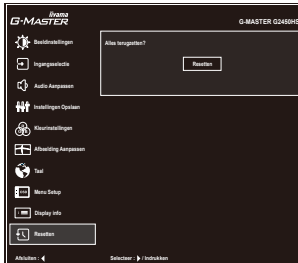 iiyama
G-MASTER
G-MASTER G2450HS
Beeldinstellingen
Alles terugzetten?
Resetten
Ingangsselectie
Audio Aanpassen
Instellingen Opslaan
Kleurinstellingen
Afbeelding Aanpassen
Taal
Menu Setup
Display info
Resetten
Afsluiten :
Selecteer : / Indrukken